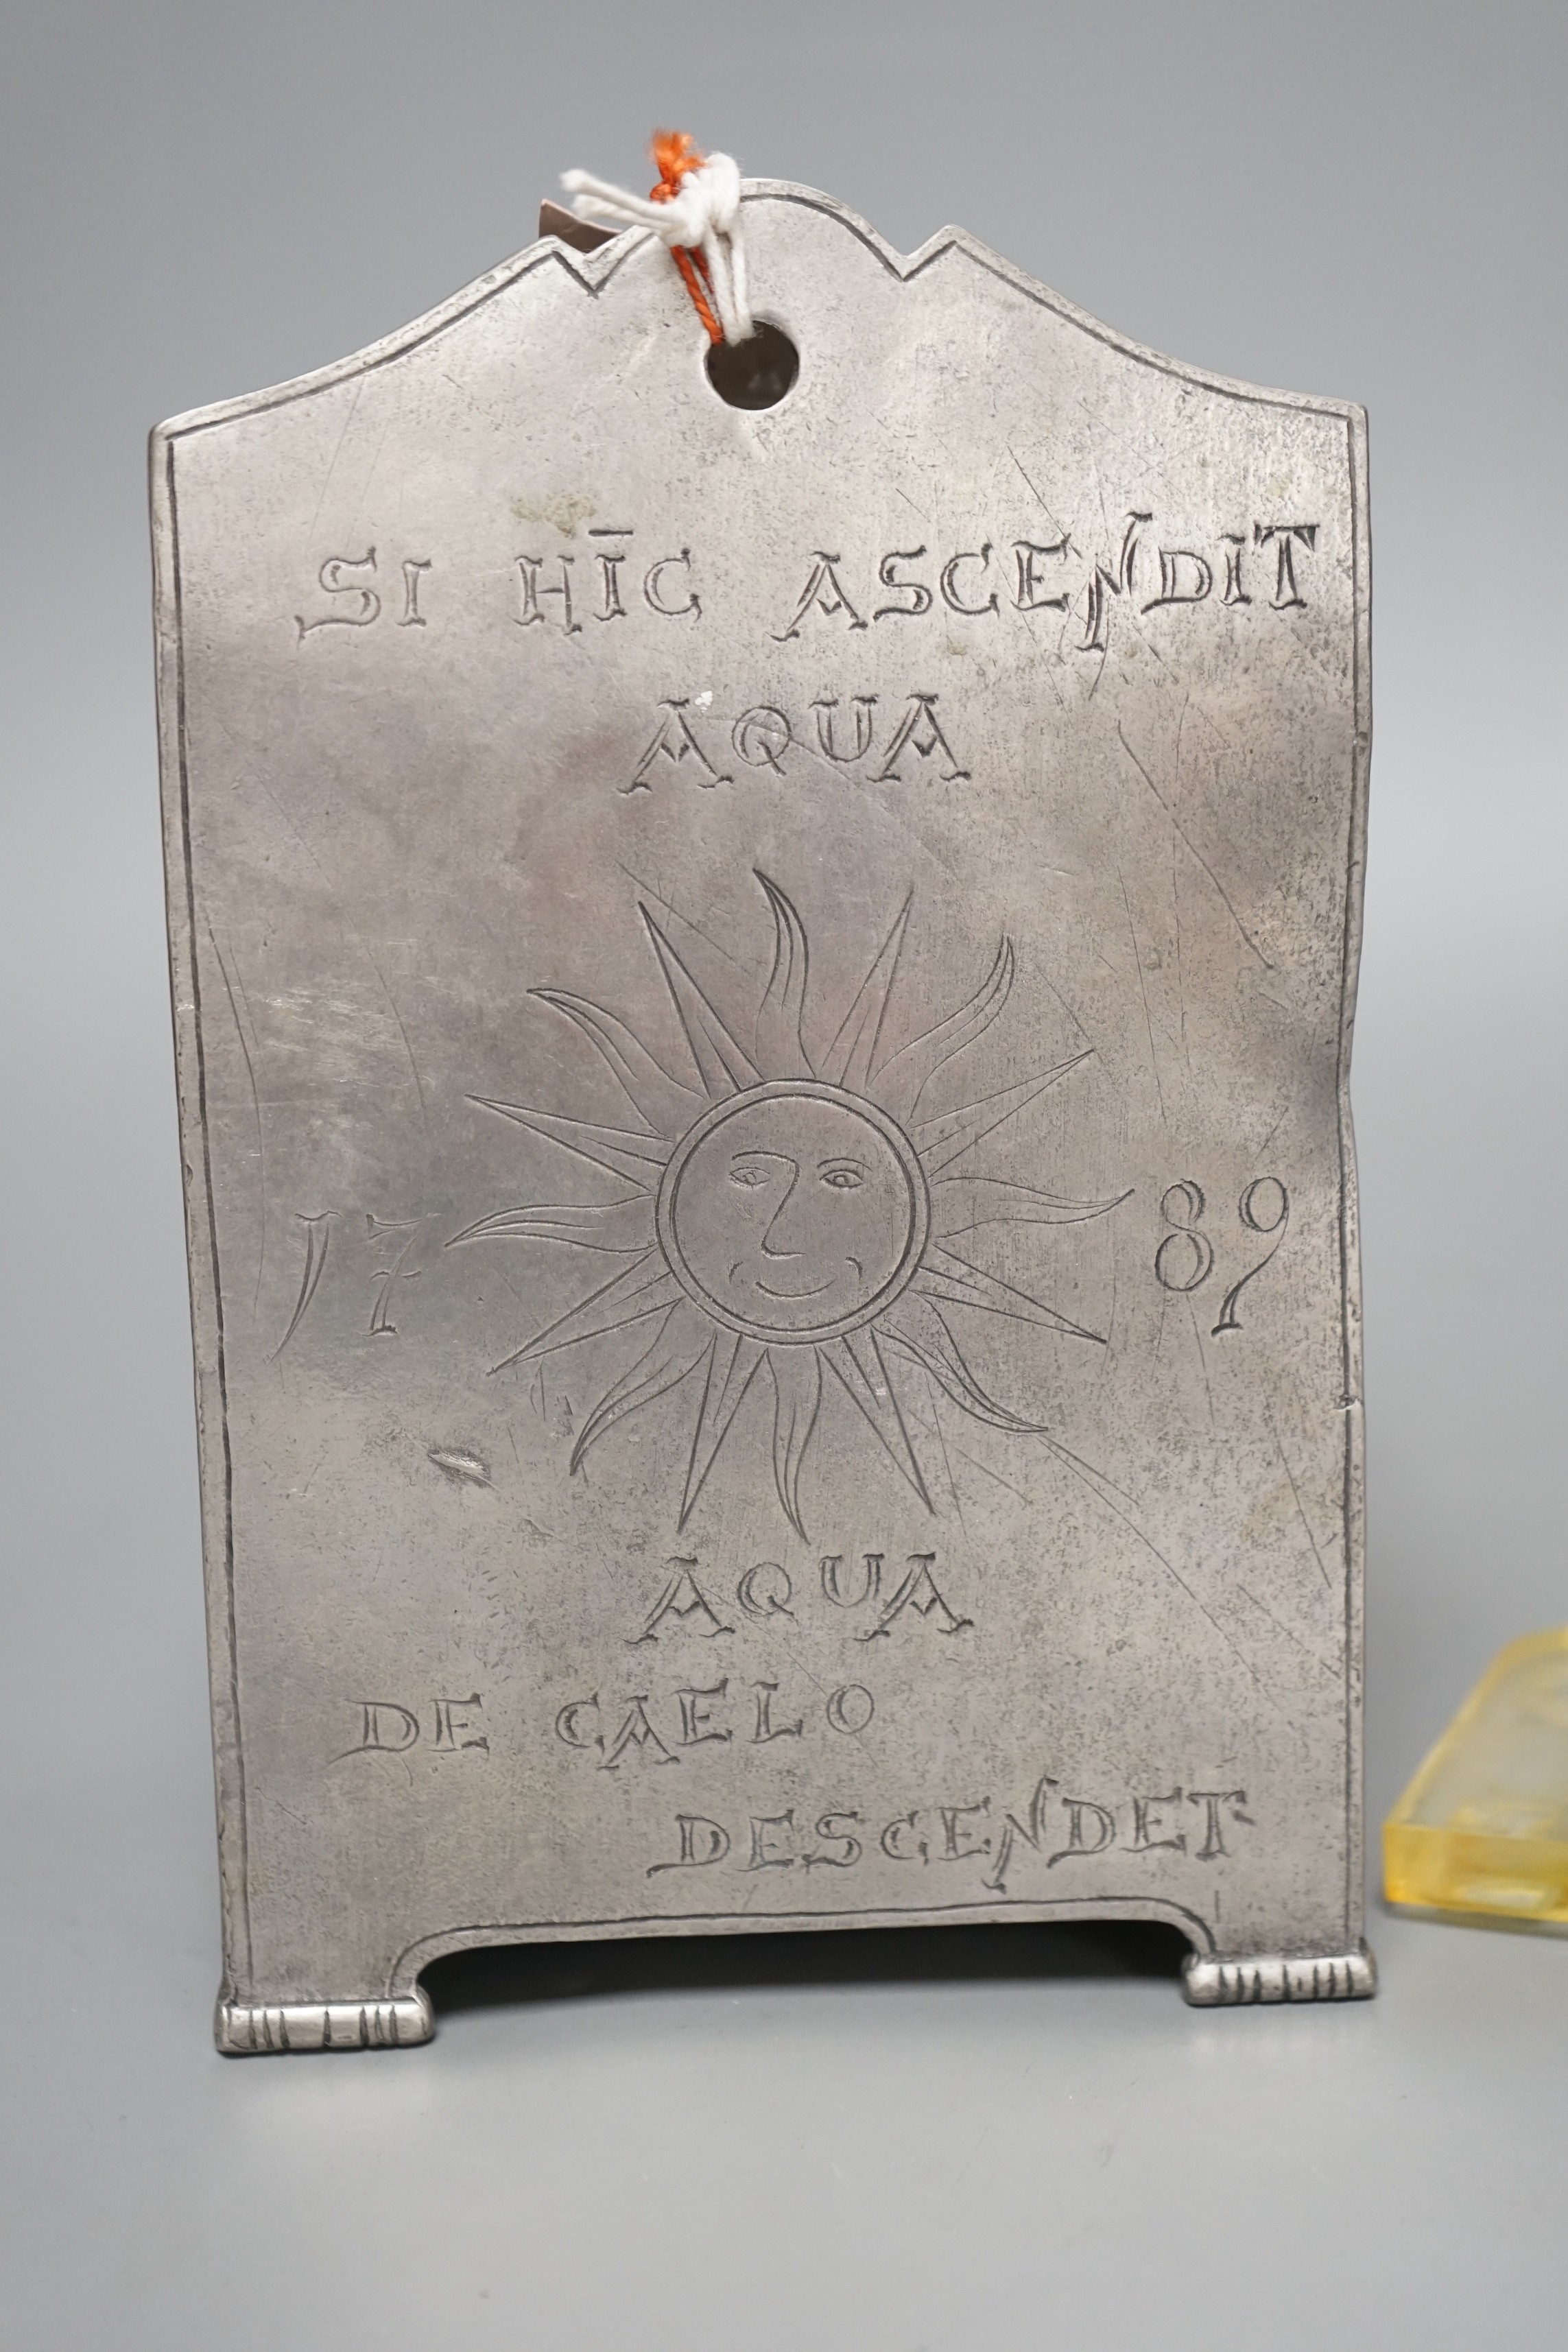 SI HĪC ASCENDIT
AQUA
17 89
AQUA
DE CAELO
DESCENDET